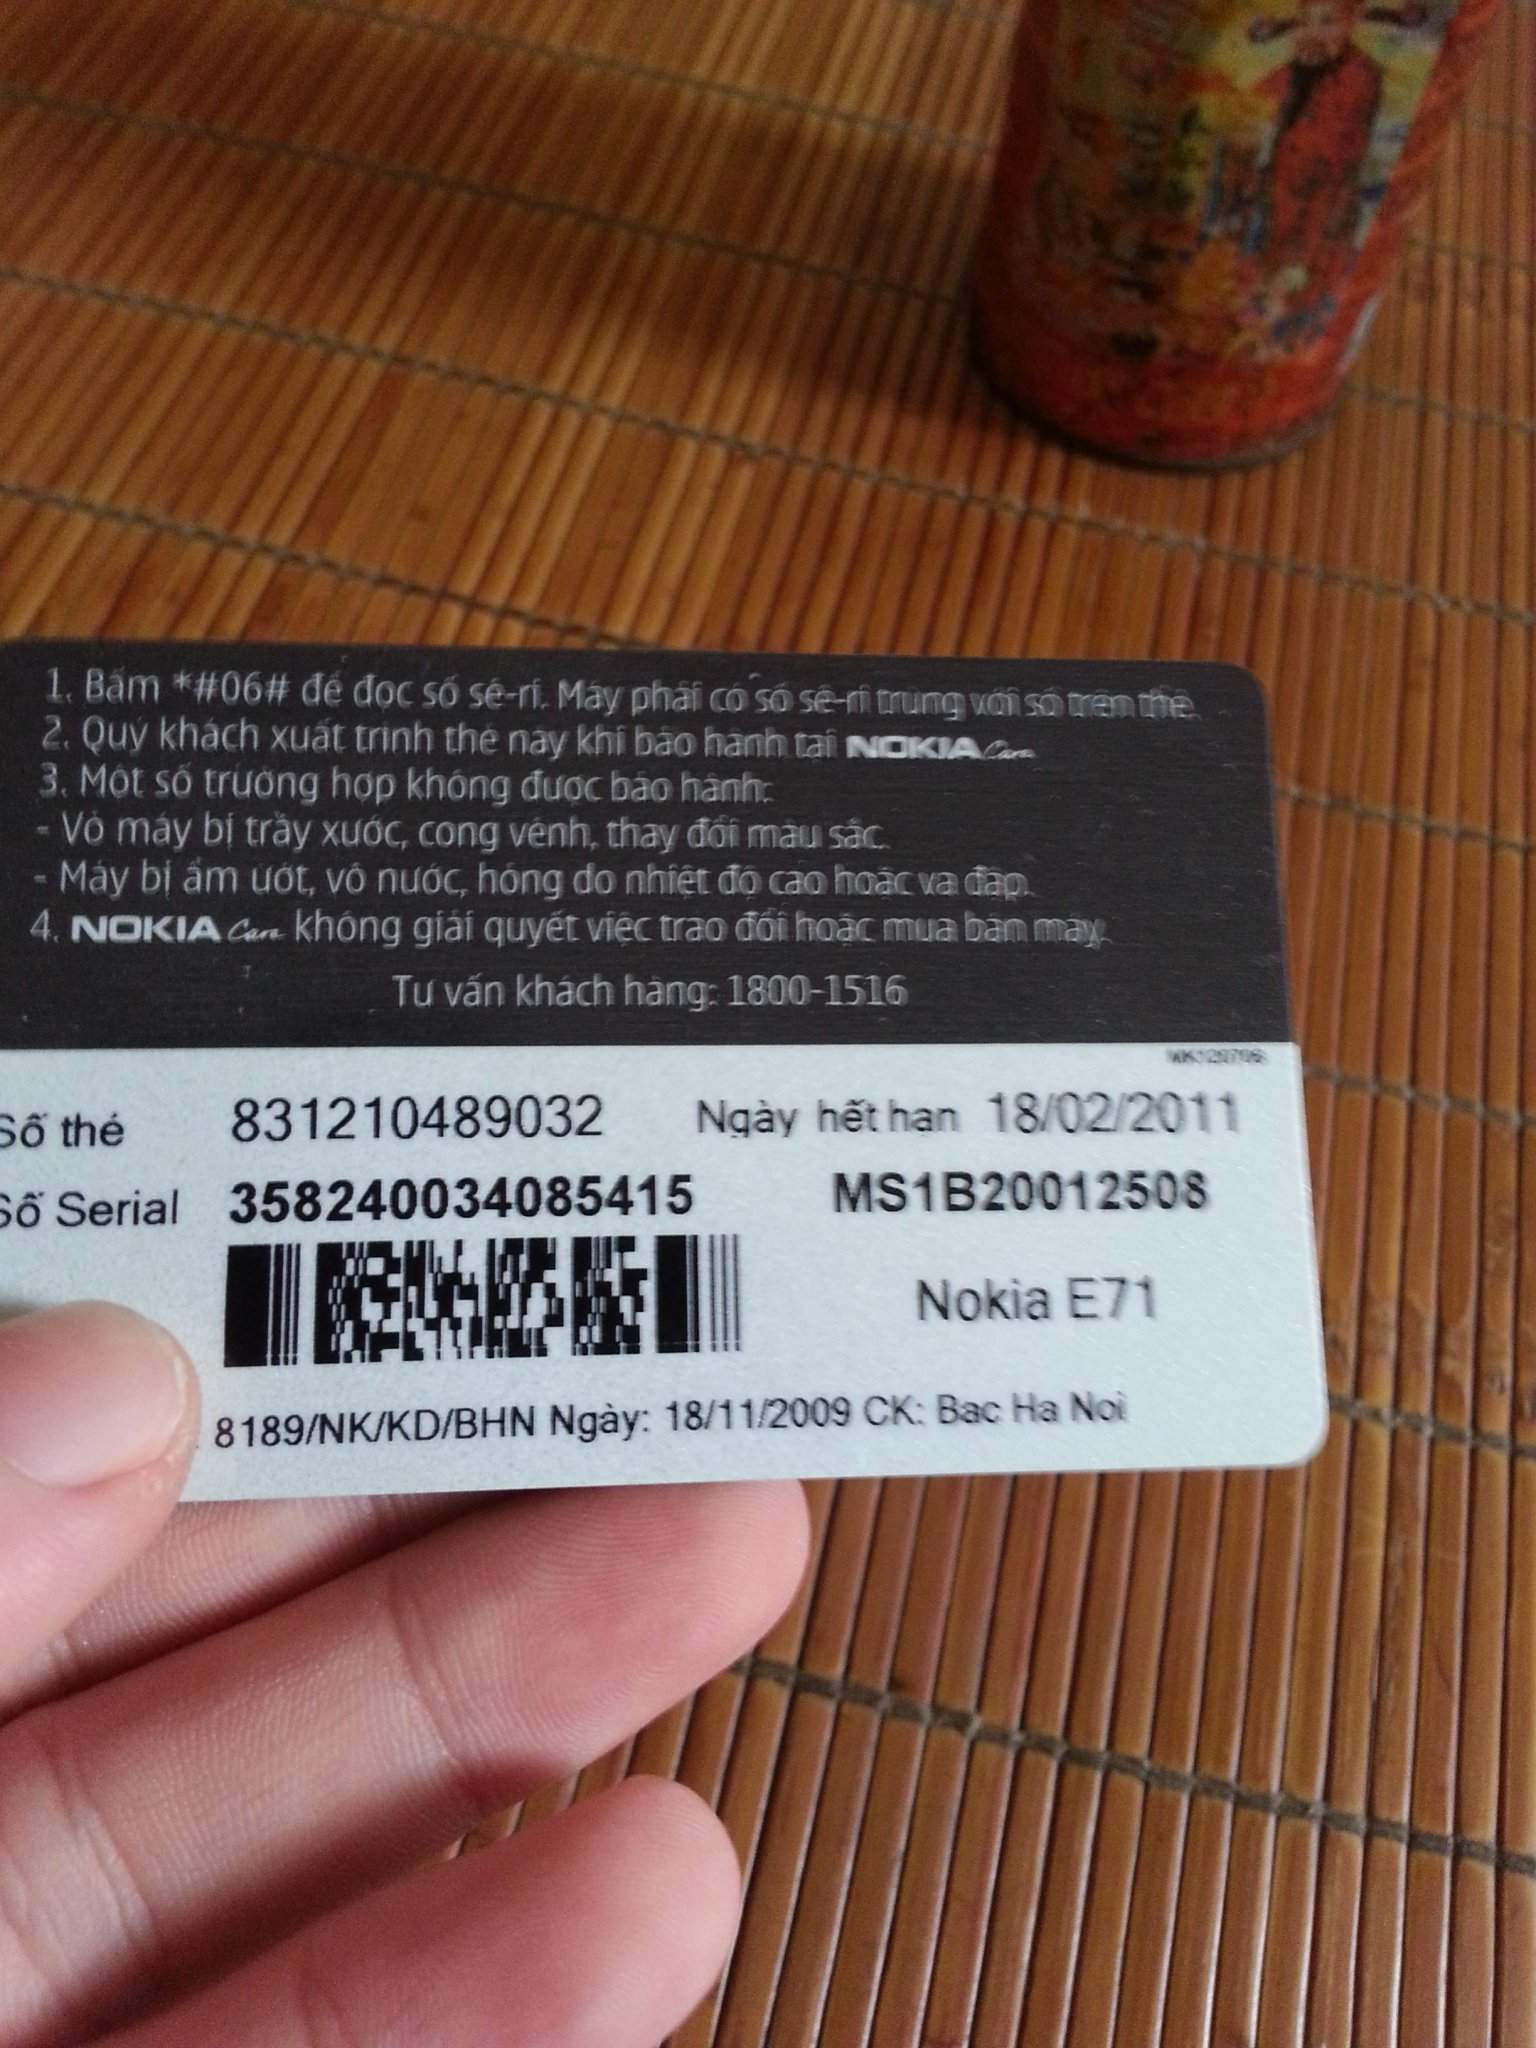 1. Bấm *#06# để đọc số sê-ri. Máy phải có số sê-ri trùng với số trên thẻ.
2. Quý khách xuất trình thẻ này khi bảo hành tại NOKIA Care
3. Một số trường hợp không được bảo hành:
- Vỏ máy bị trầy xước, cong vênh, thay đổi màu sắc.
- Máy bị ẩm ướt, vô nước, hỏng do nhiệt độ cao hoặc va đập.
4. NOKIA Care không giải quyết việc trao đổi hoặc mua bán máy.
Tư vấn khách hàng: 1800-1516
Số thẻ 831210489032 Ngày hết hạn 18/02/2011
Số Serial 358240034085415 MS1B20012508
Nokia E71
8189/NK/KD/BHN Ngày: 18/11/2009 CK: Bac Ha Noi